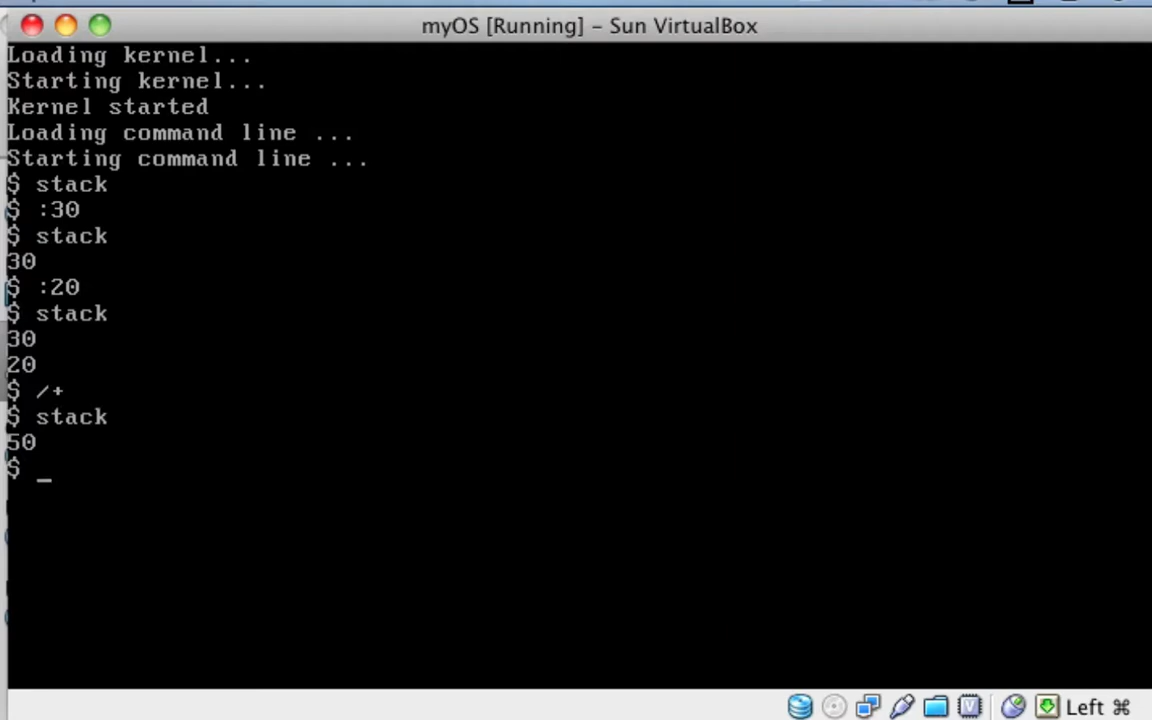 myOS [Running] – Sun VirtualBox
Loading kernel...
Starting kernel...
Kernel started
Loading command line ...
Starting command line ...
$ stack
$ :30
$ stack
30
$ :20
$ stack
30
20
$ /+
$ stack
50
$ _
Left ⌘